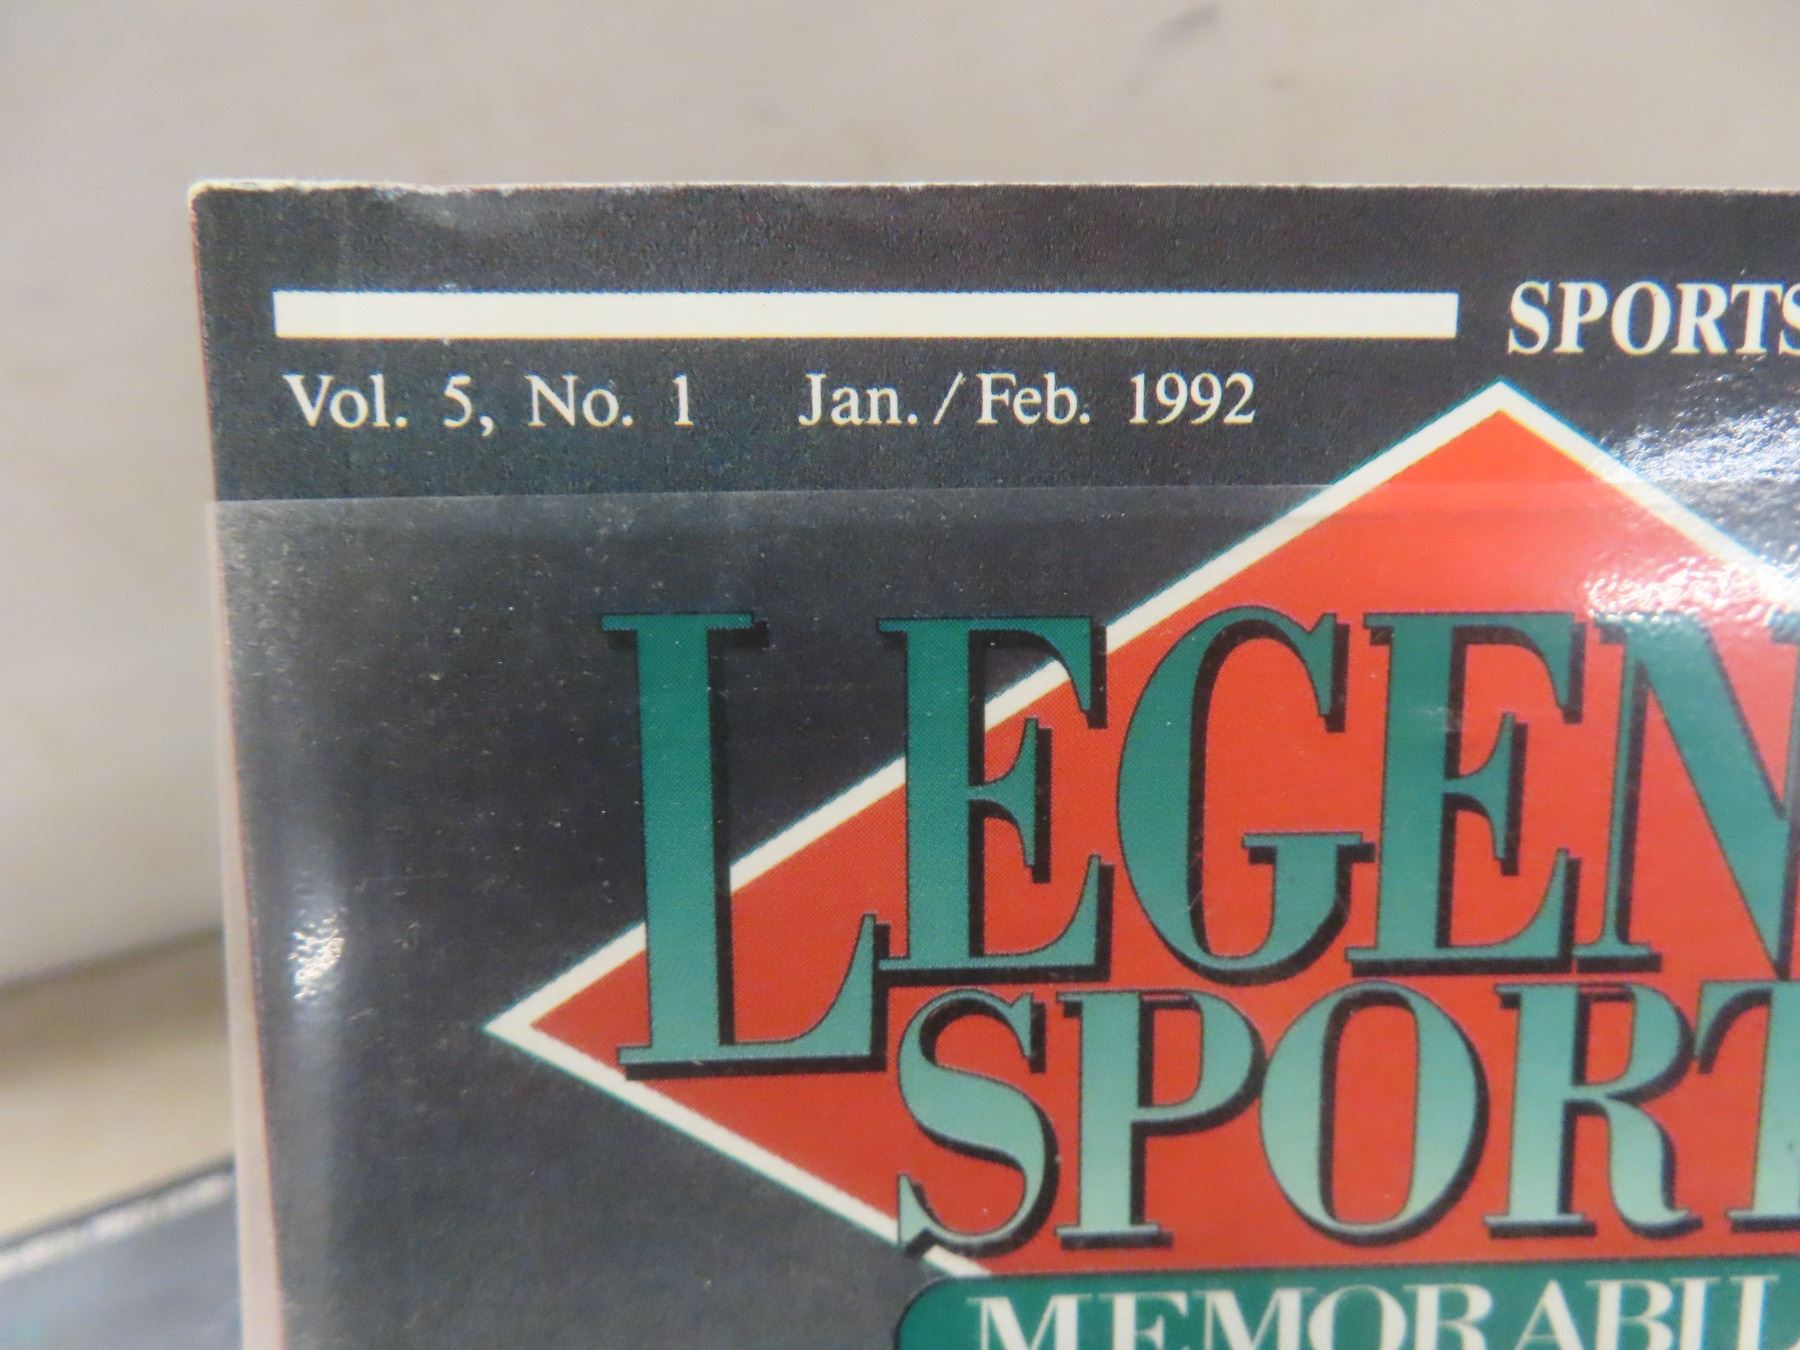 SPORTS
Vol. 5, No. 1 Jan./Feb. 1992
LEGEN
SPORT
MEMORABIL